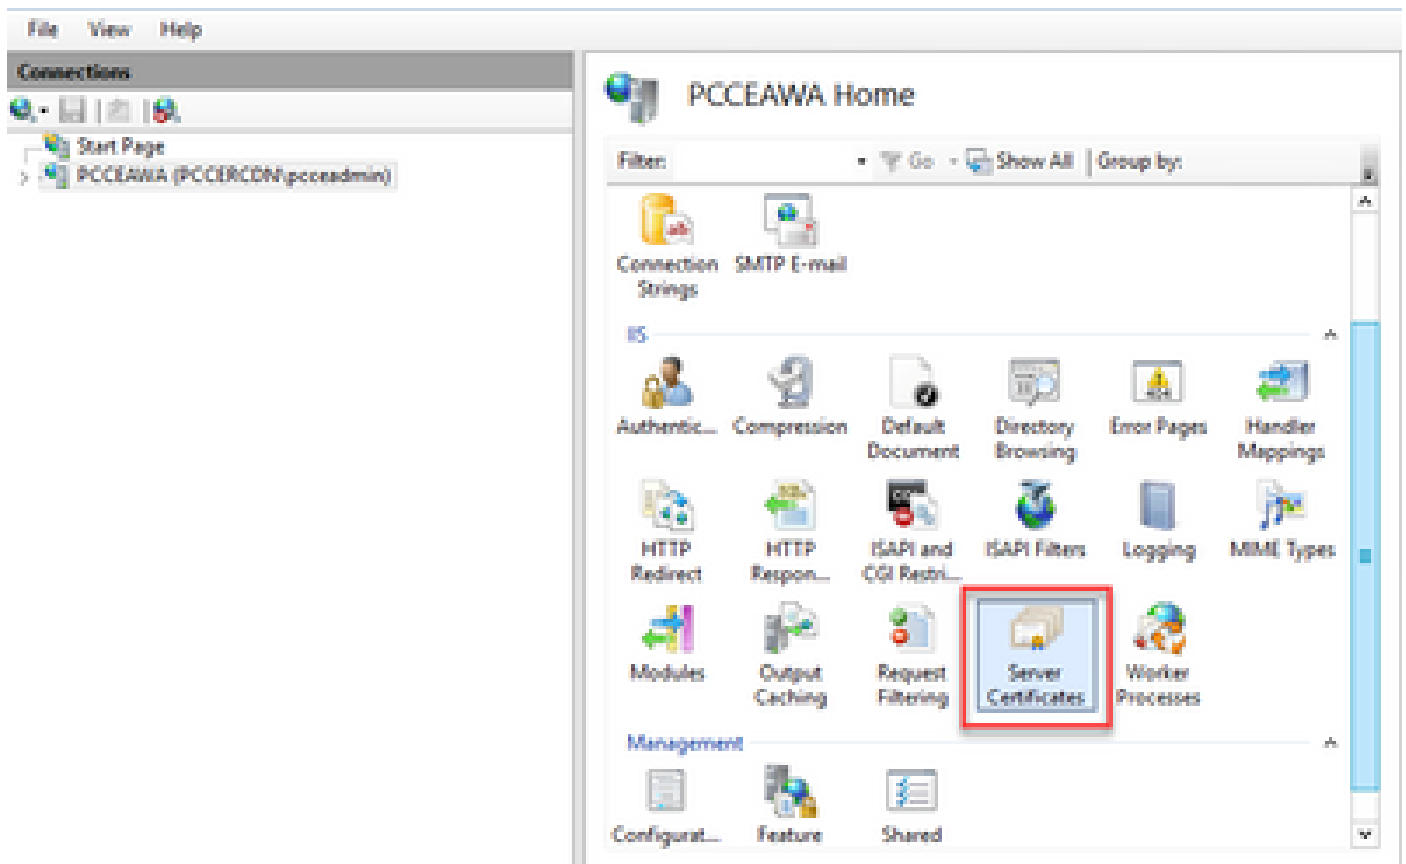 File View Help
Connections
Start Page
PCCEAWA (PCCERCDN\pcceadmin)
PCCEAWA Home
Filter: Go Show All Group by:
Connection Strings
SMTP E-mail
IIS
Authentic...
Compression
Default Document
Directory Browsing
Error Pages
Handler Mappings
HTTP Redirect
HTTP Respon...
ISAPI and CGI Restri...
ISAPI Filters
Logging
MIME Types
Modules
Output Caching
Request Filtering
Server Certificates
Worker Processes
Management
Configurat...
Feature
Shared